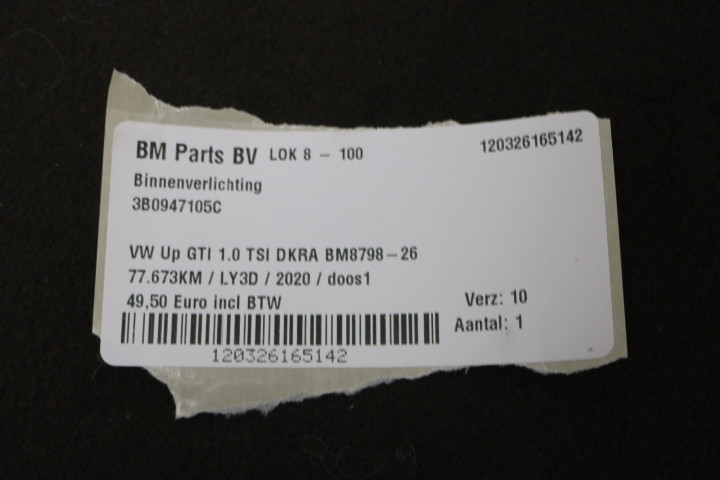 BM Parts BV LOK 8 – 100 120326165142
Binnenverlichting
3B0947105C
VW Up GTI 1.0 TSI DKRA BM8798–26
77.673KM / LY3D / 2020 / doos1
49,50 Euro incl BTW Verz: 10
Aantal: 1
120326165142